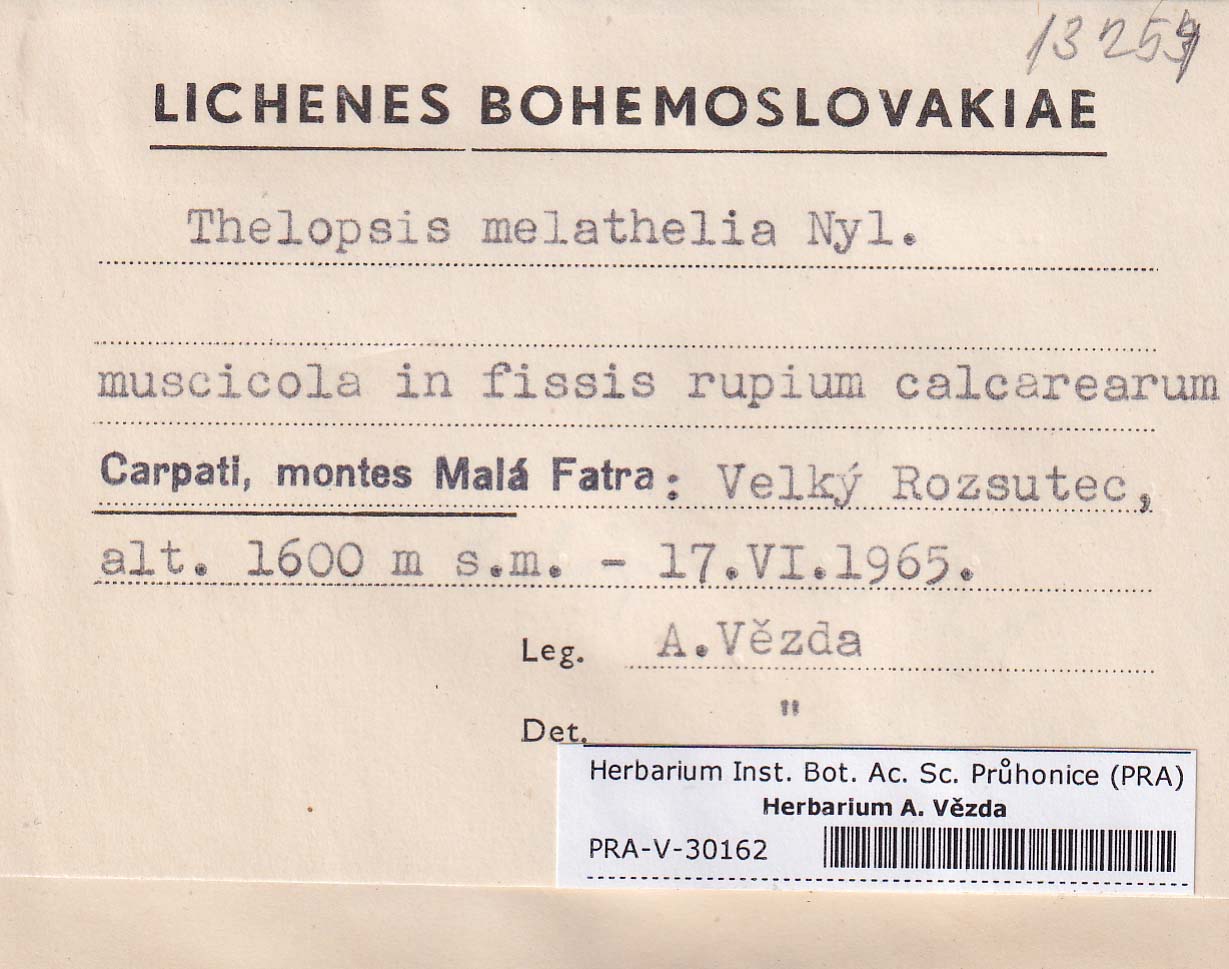 LICHENES BOHEMOSLOVAKIAE
Thelopsis melathelia Nyl.
muscicola in fissis rupium calcarearum
Carpati, montes Malá Fatra: Velký Rozsutec,
alt. 1600 m s.m. - 17.VI.1965.
Leg. A.Vězda
Det. "
Herbarium Inst. Bot. Ac. Sc. Průhonice (PRA)
Herbarium A. Vězda
PRA-V-30162